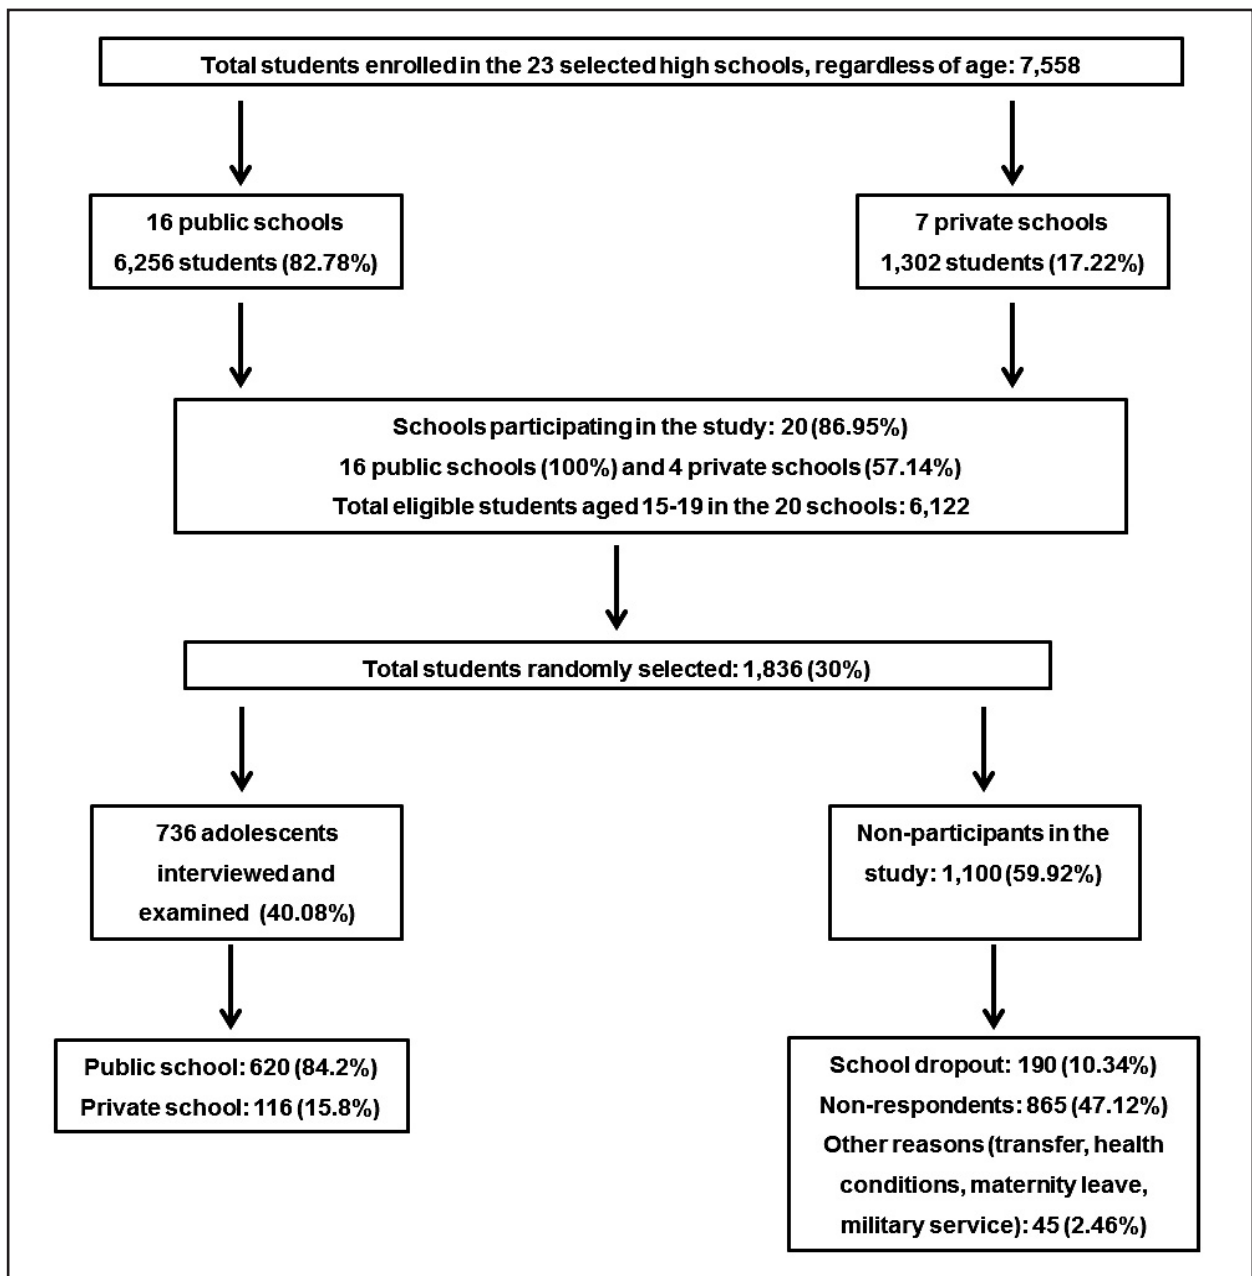 Total students enrolled in the 23 selected high schools, regardless of age: 7,558
16 public schools
6,256 students (82.78%)
7 private schools
1,302 students (17.22%)
Schools participating in the study: 20 (86.95%)
16 public schools (100%) and 4 private schools (57.14%)
Total eligible students aged 15-19 in the 20 schools: 6,122
Total students randomly selected: 1,836 (30%)
736 adolescents
interviewed and
examined (40.08%)
Non-participants in the
study: 1,100 (59.92%)
Public school: 620 (84.2%)
Private school: 116 (15.8%)
School dropout: 190 (10.34%)
Non-respondents: 865 (47.12%)
Other reasons (transfer, health
conditions, maternity leave,
military service): 45 (2.46%)